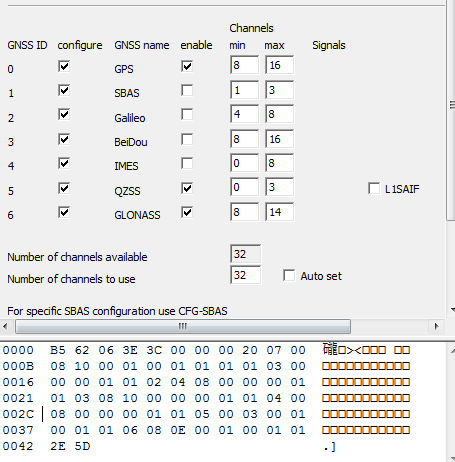 Channels
GNSS ID configure GNSS name enable min max Signals
0 GPS 8 16
1 SBAS 1 3
2 Galileo 4 8
3 BeiDou 8 16
4 IMES 0 8
5 QZSS 0 3 L1SAIF
6 GLONASS 8 14
Number of channels available 32
Number of channels to use 32 Auto set
For specific SBAS configuration use CFG-SBAS
0000 B5 62 06 3E 3C 00 00 00 20 07 00 □><□□□ □□
000B 08 10 00 01 00 01 01 01 01 03 00 □□□□□□□□□□□
0016 00 00 01 01 02 04 08 00 00 00 01 □□□□□□□□□□□
0021 01 03 08 10 00 00 00 01 01 04 00 □□□□□□□□□□□
002C 08 00 00 00 01 01 05 00 03 00 01 □□□□□□□□□□□
0037 00 01 01 06 08 0E 00 01 00 01 01 □□□□□□□□□□□
0042 2E 5D .]